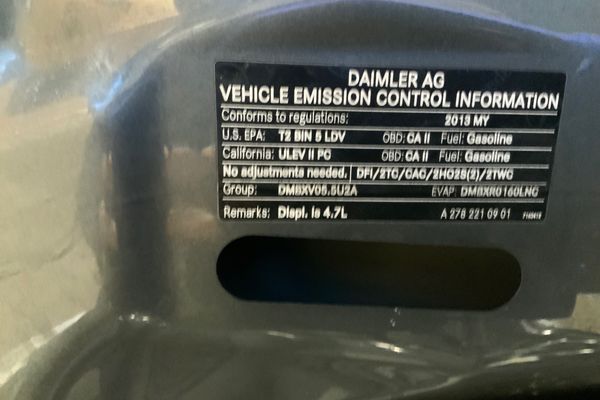 DAIMLER AG
VEHICLE EMISSION CONTROL INFORMATION
Conforms to regulations: 2013 MY
U.S. EPA: T2 BIN 5 LDV OBD: CA II Fuel: Gasoline
California: ULEV II PC OBD: CA II Fuel: Gasoline
No adjustments needed. DFI/2TC/CAC/2HO2S(2)/2TWC
Group: DMBXV05.5U2A EVAP: DMBXR0160LNC
Remarks: Displ. is 4.7L A 278 221 09 01